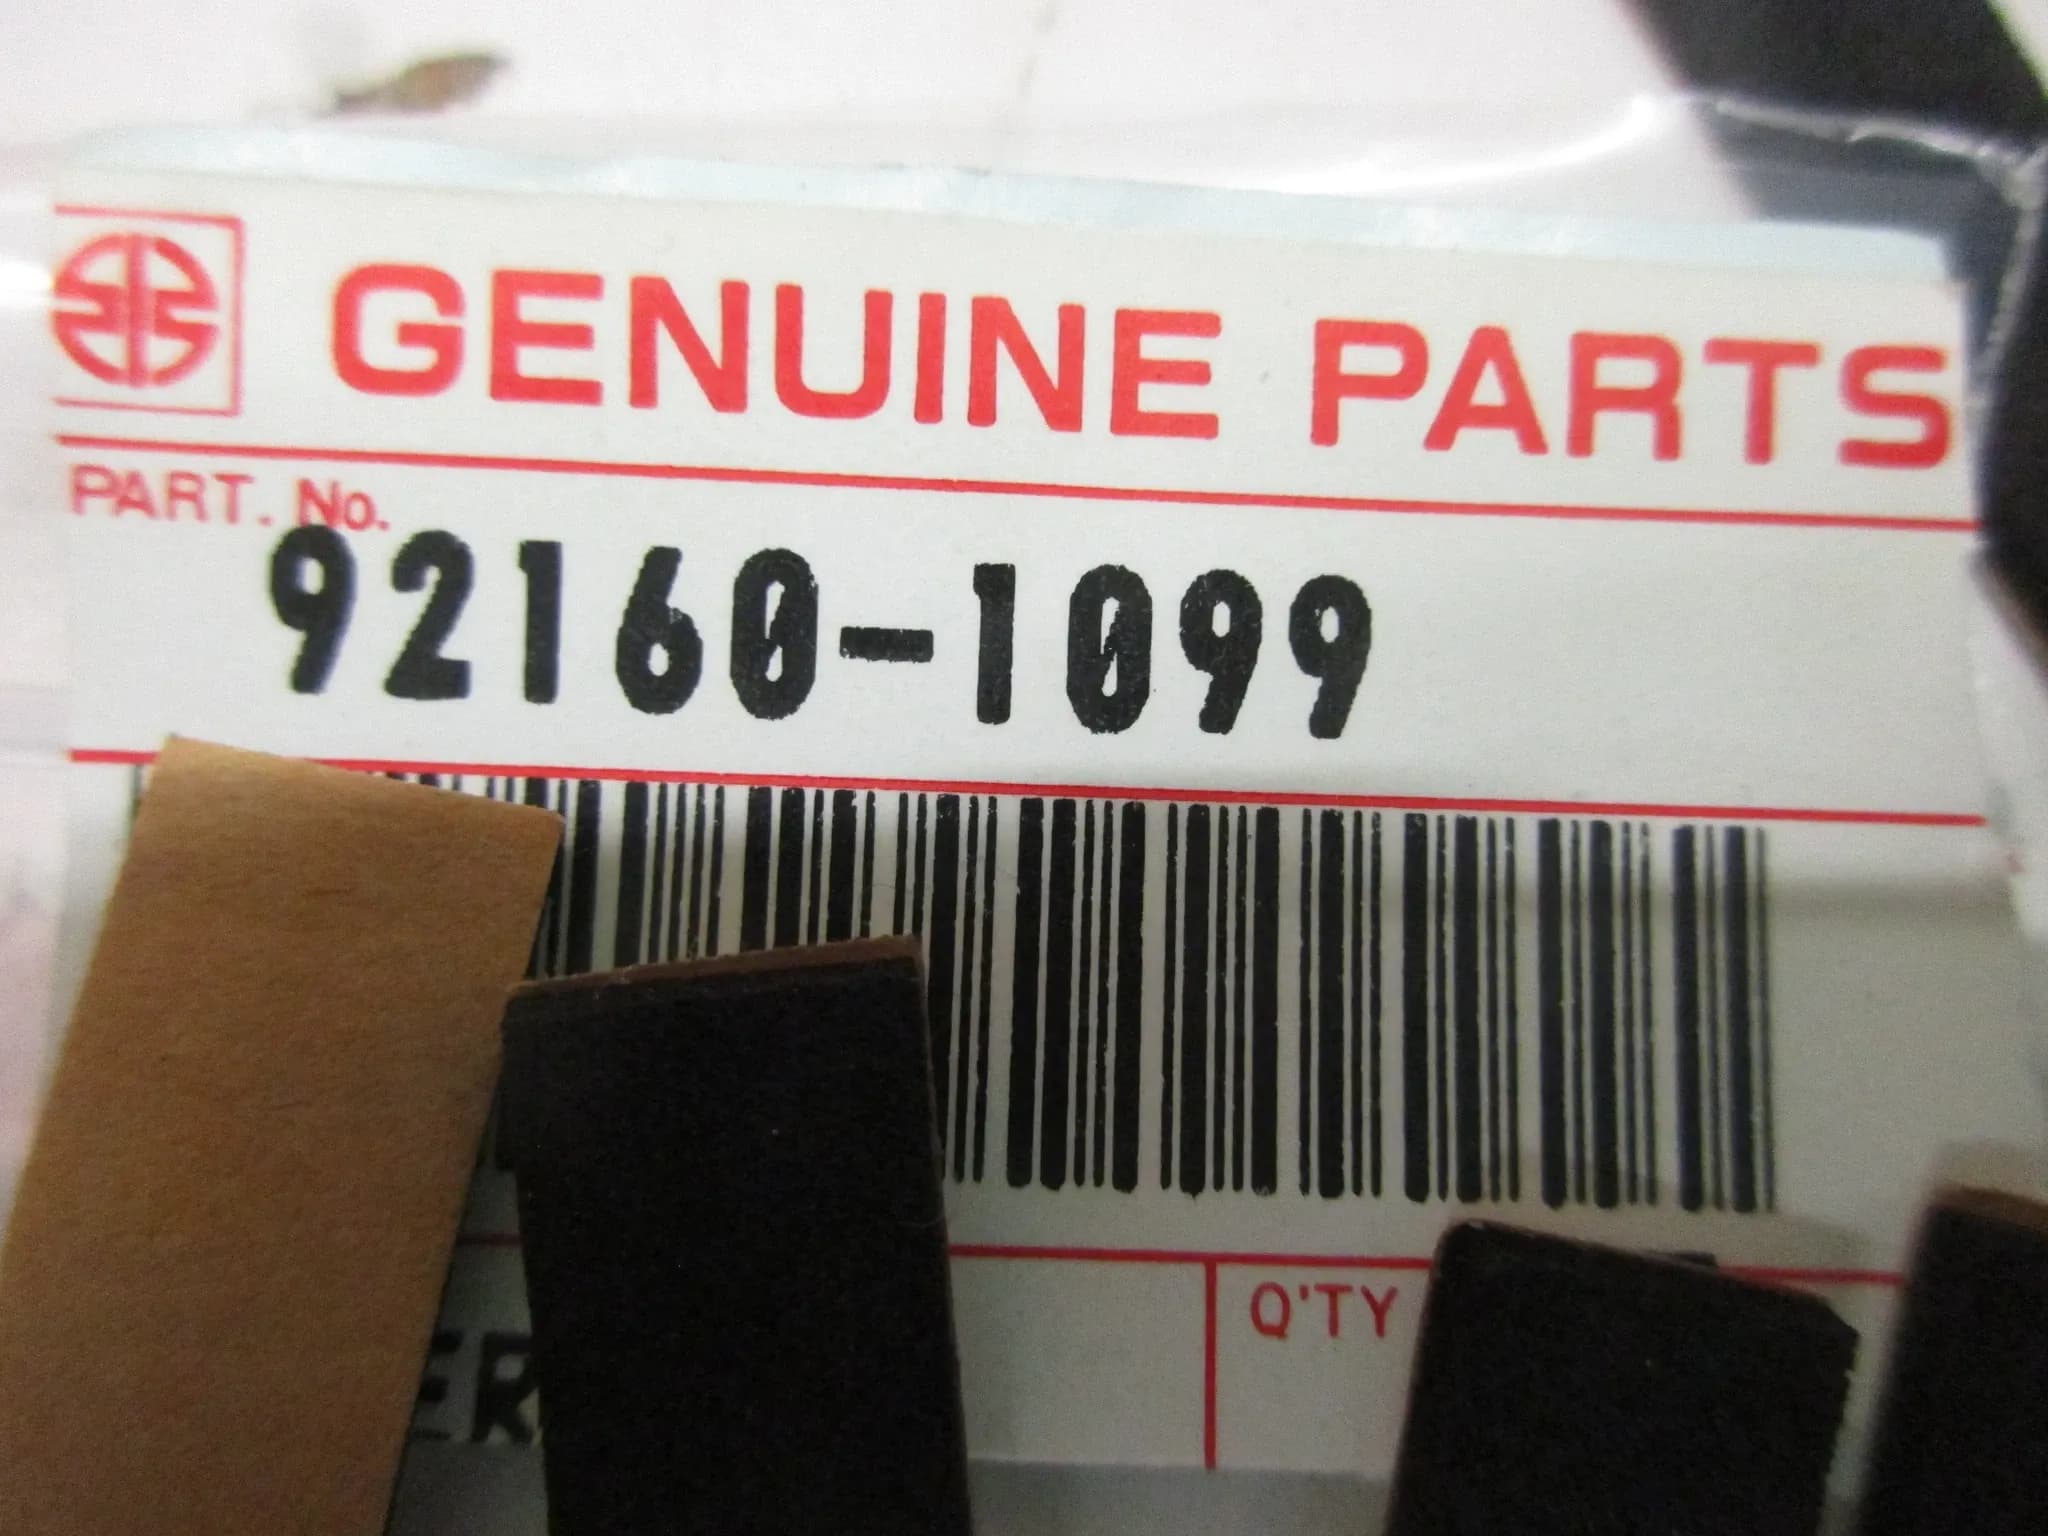 GENUINE PARTS
PART. No.
92160-1099
Q'TY